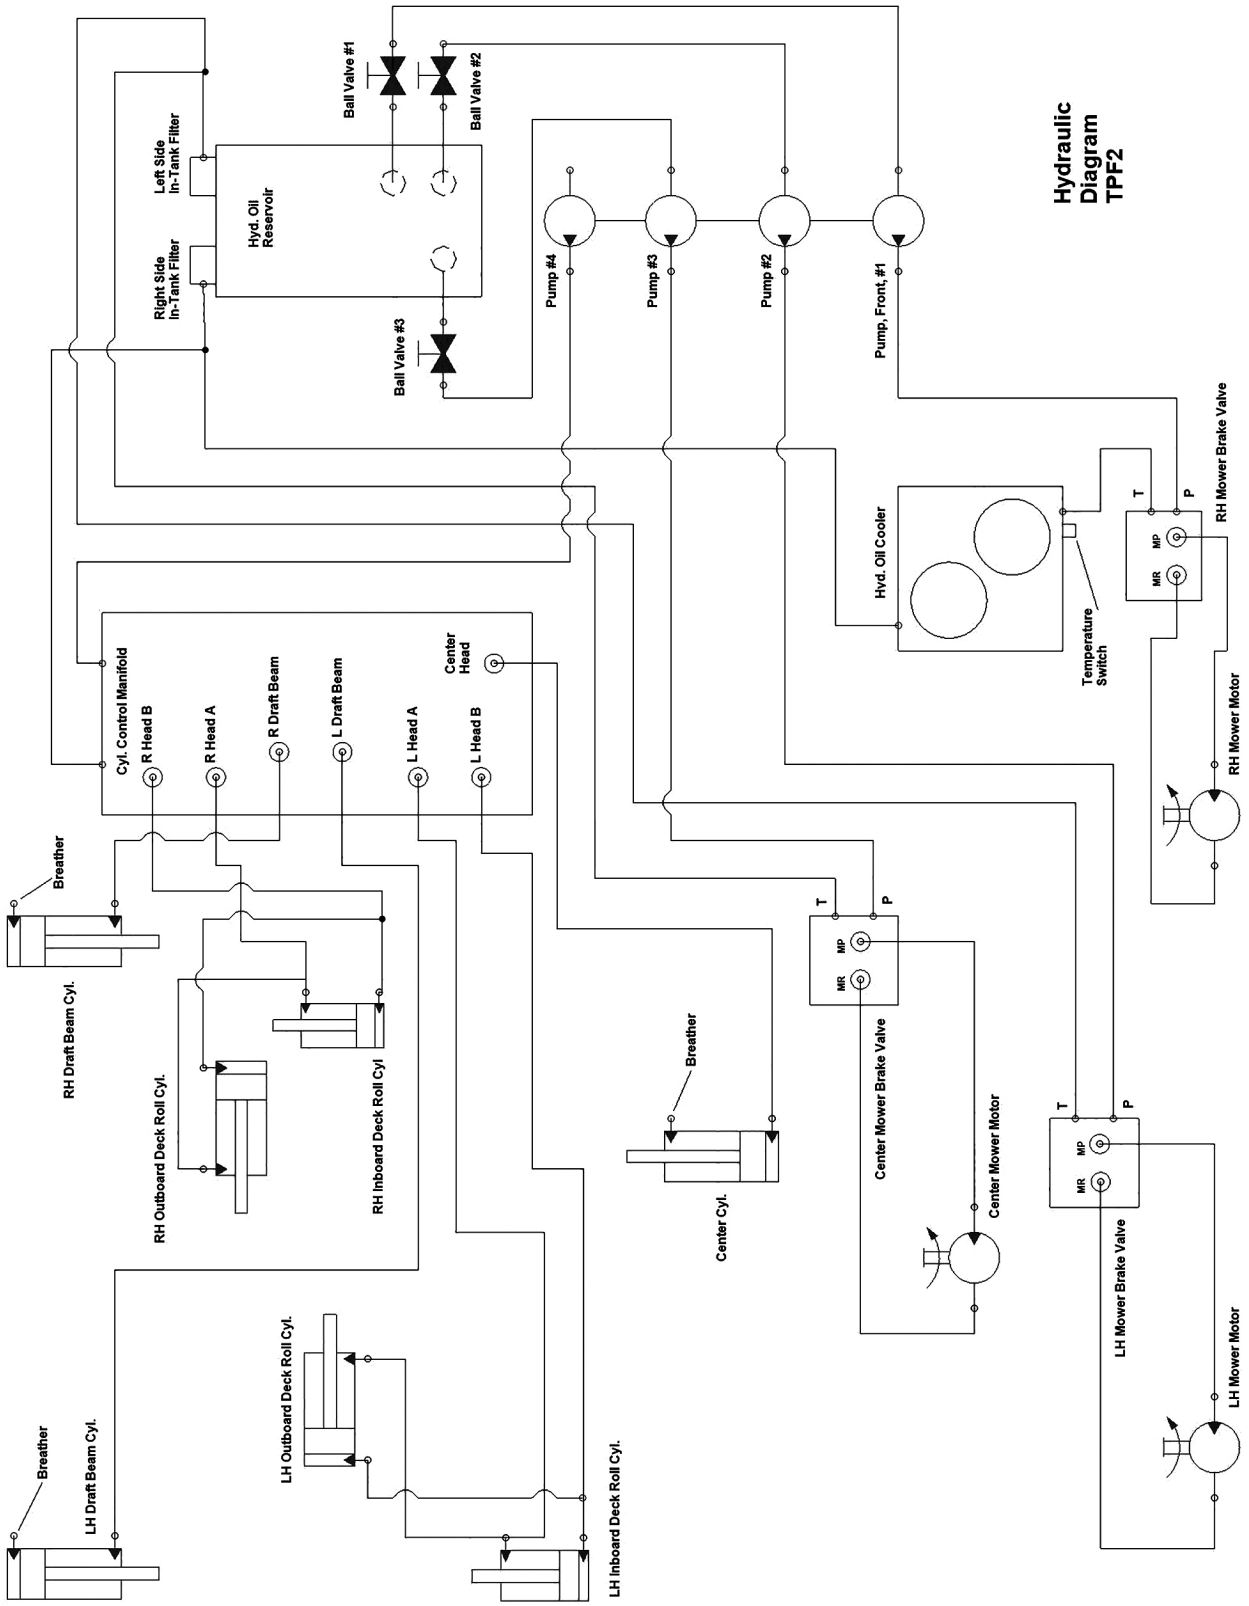 Hydraulic
Diagram
TPF2
Ball Valve #1
Ball Valve #2
Left Side
In-Tank Filter
Right Side
In-Tank Filter
Hyd. Oil
Reservoir
Ball Valve #3
Pump #4
Pump #3
Pump #2
Pump, Front, #1
RH Mower Brake Valve
T
P
MP
MR
Hyd. Oil Cooler
Temperature
Switch
RH Mower Motor
Cyl. Control Manifold
R Head B
R Head A
R Draft Beam
L Draft Beam
L Head A
L Head B
Center
Head
Breather
RH Draft Beam Cyl.
RH Outboard Deck Roll Cyl.
RH Inboard Deck Roll Cyl
T
P
MP
MR
Center Mower Brake Valve
Breather
Center Cyl.
Center Mower Motor
T
P
MP
MR
LH Mower Brake Valve
LH Mower Motor
LH Outboard Deck Roll Cyl.
LH Inboard Deck Roll Cyl.
Breather
LH Draft Beam Cyl.